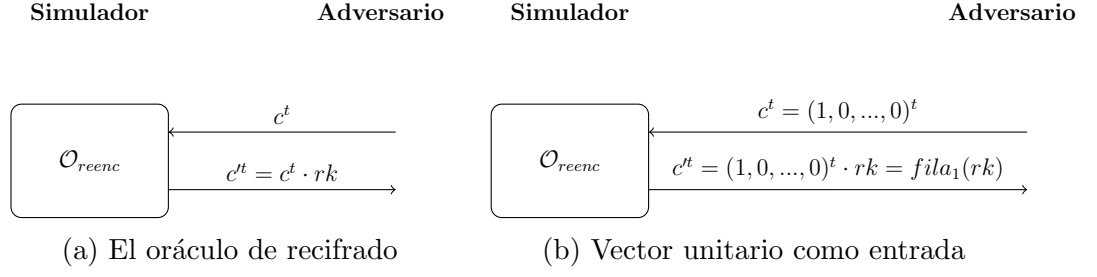 Simulador Adversario Simulador Adversario
c^t c^t = (1, 0, ..., 0)^t
𝒪_reenc 𝒪_reenc
c'^t = c^t · rk c'^t = (1, 0, ..., 0)^t · rk = fila_1(rk)
(a) El oráculo de recifrado (b) Vector unitario como entrada